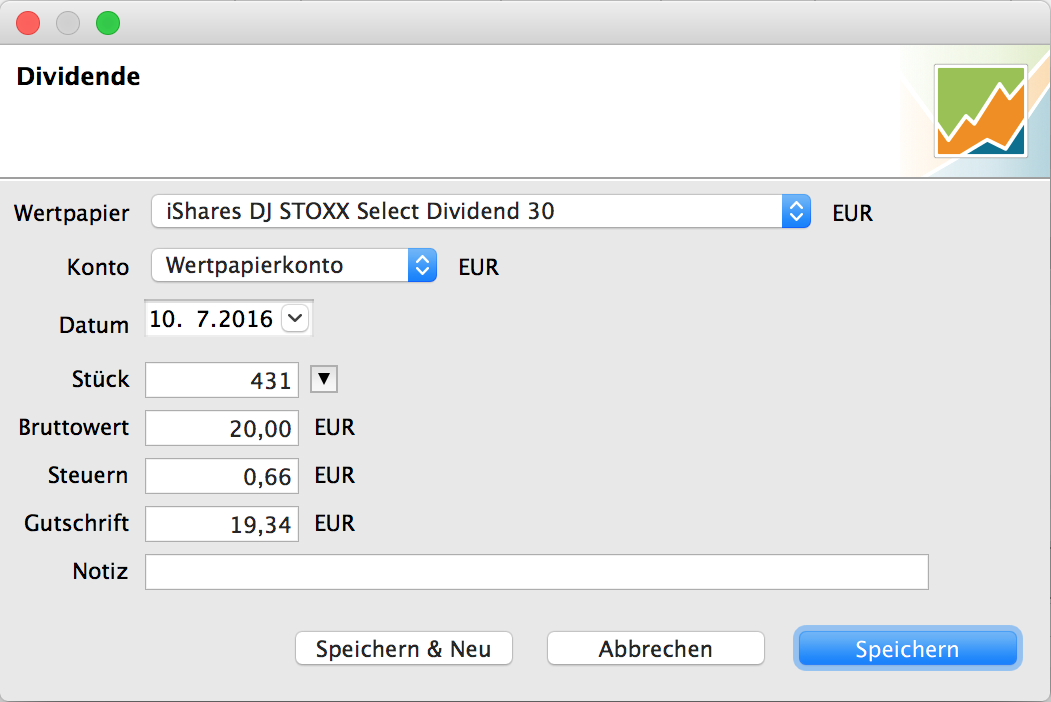 Dividende
Wertpapier iShares DJ STOXX Select Dividend 30 EUR
Konto Wertpapierkonto EUR
Datum 10. 7.2016
Stück 431
Bruttowert 20,00 EUR
Steuern 0,66 EUR
Gutschrift 19,34 EUR
Notiz
Speichern & Neu Abbrechen Speichern